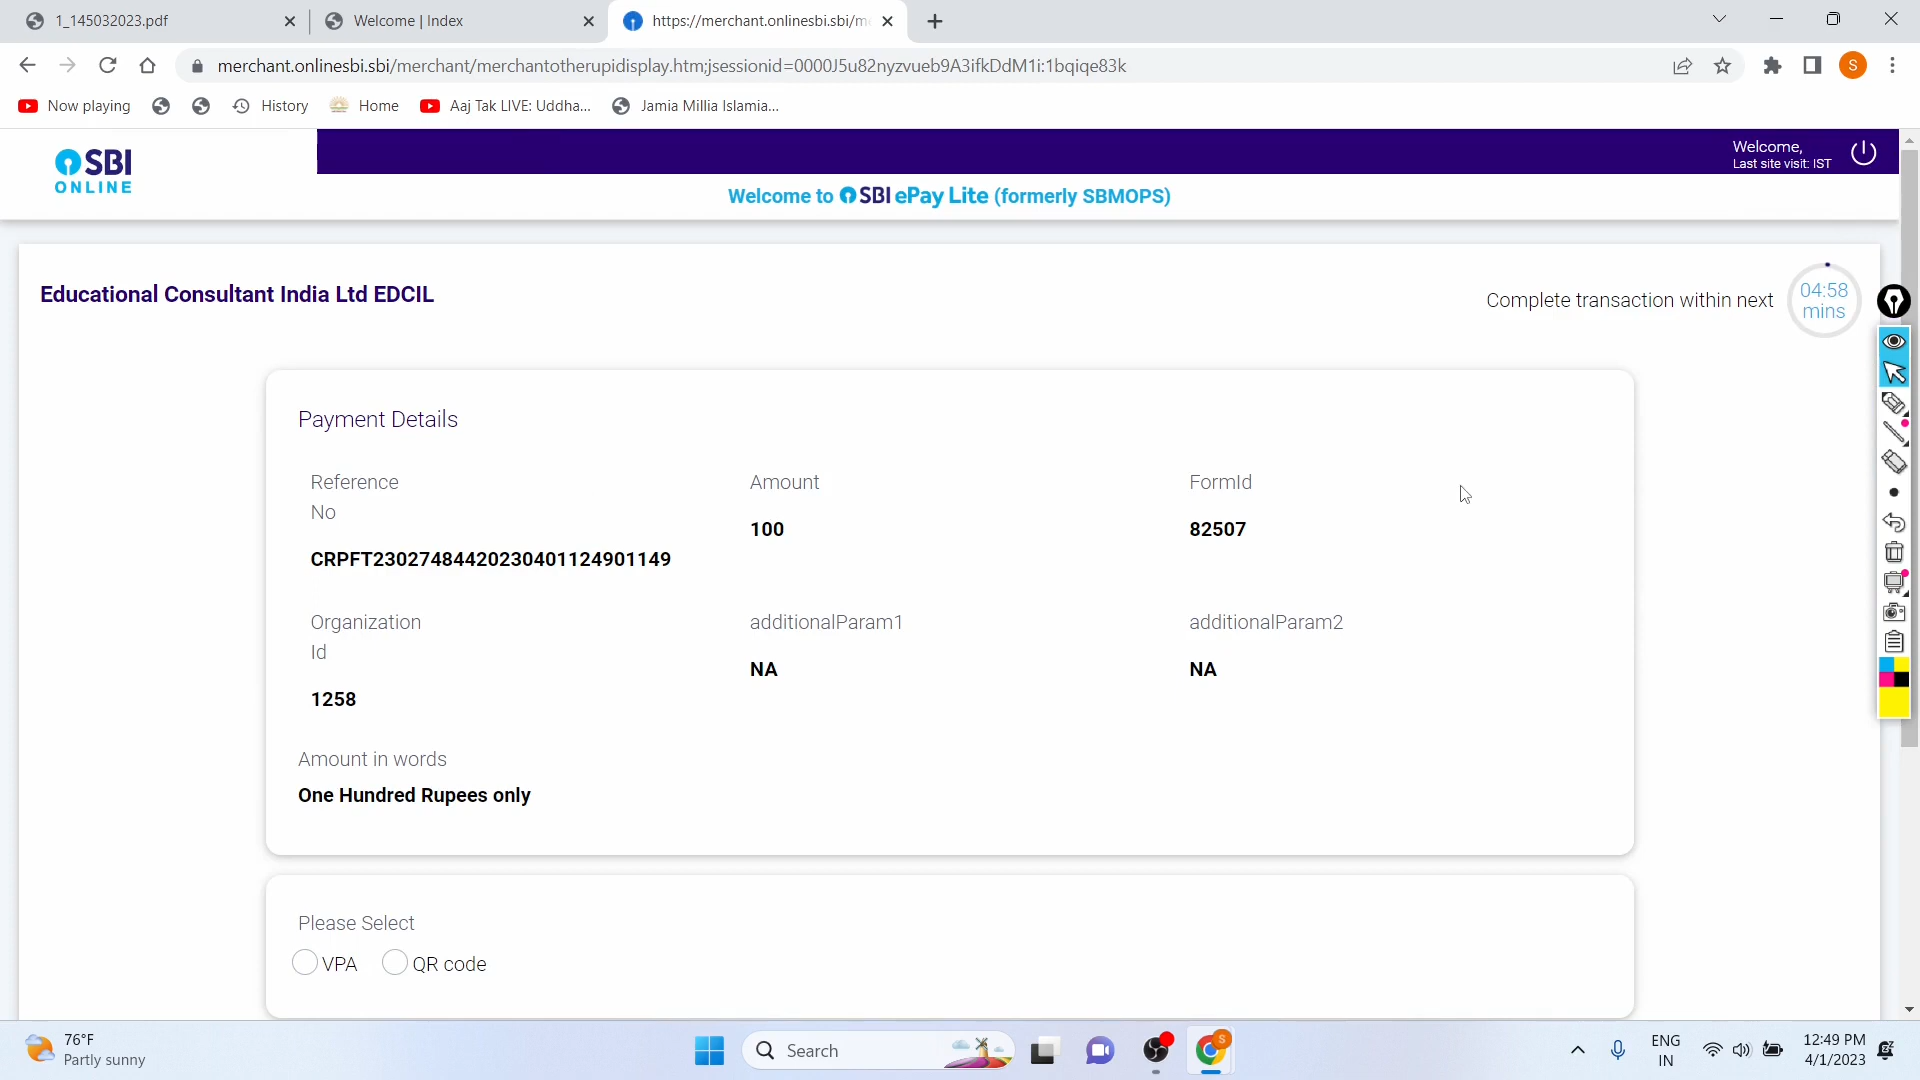 1_145032023.pdf
Welcome | Index
https://merchant.onlinesbi.sbi/me
merchant.onlinesbi.sbi/merchant/merchantotherupidisplay.htm;jsessionid=0000J5u82nyzvueb9A3ifkDdM1i:1bqiqe83k
S
Now playing
History
Home
Aaj Tak LIVE: Uddha...
Jamia Millia Islamia...
SBI
ONLINE
Welcome,
Last site visit: IST
Welcome to SBI ePay Lite (formerly SBMOPS)
Educational Consultant India Ltd EDCIL
Complete transaction within next
04:58
mins
Payment Details
Reference
No
CRPFT23027484420230401124901149
Amount
100
FormId
82507
Organization
Id
1258
additionalParam1
NA
additionalParam2
NA
Amount in words
One Hundred Rupees only
Please Select
VPA
QR code
76°F
Partly sunny
Search
S
ENG
IN
12:49 PM
4/1/2023